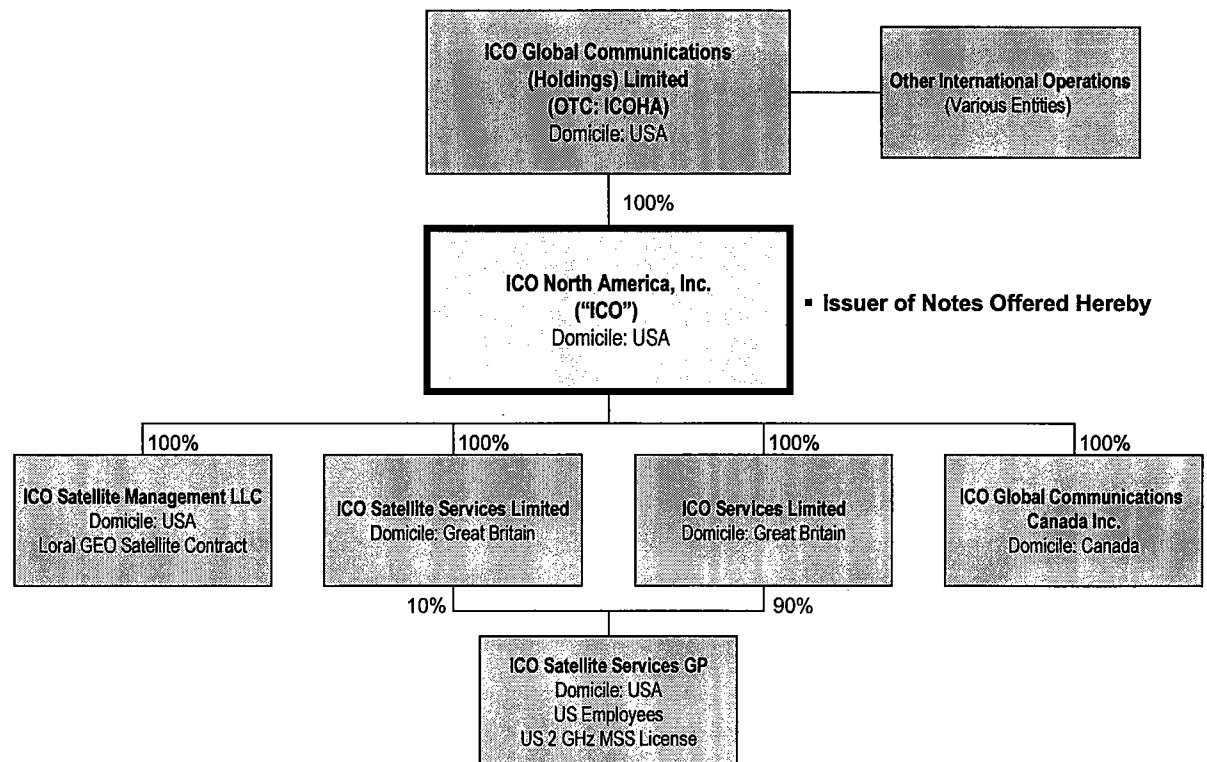 ICO Global Communications
(Holdings) Limited
(OTC: ICOHA)
Domicile: USA
Other International Operations
(Various Entities)
100%
ICO North America, Inc.
(“ICO”)
Domicile: USA
▪ Issuer of Notes Offered Hereby
100%
100%
100%
100%
ICO Satellite Management LLC
Domicile: USA
Loral GEO Satellite Contract
ICO Satellite Services Limited
Domicile: Great Britain
ICO Services Limited
Domicile: Great Britain
ICO Global Communications
Canada Inc.
Domicile: Canada
10%
90%
ICO Satellite Services GP
Domicile: USA
US Employees
US 2 GHz MSS License